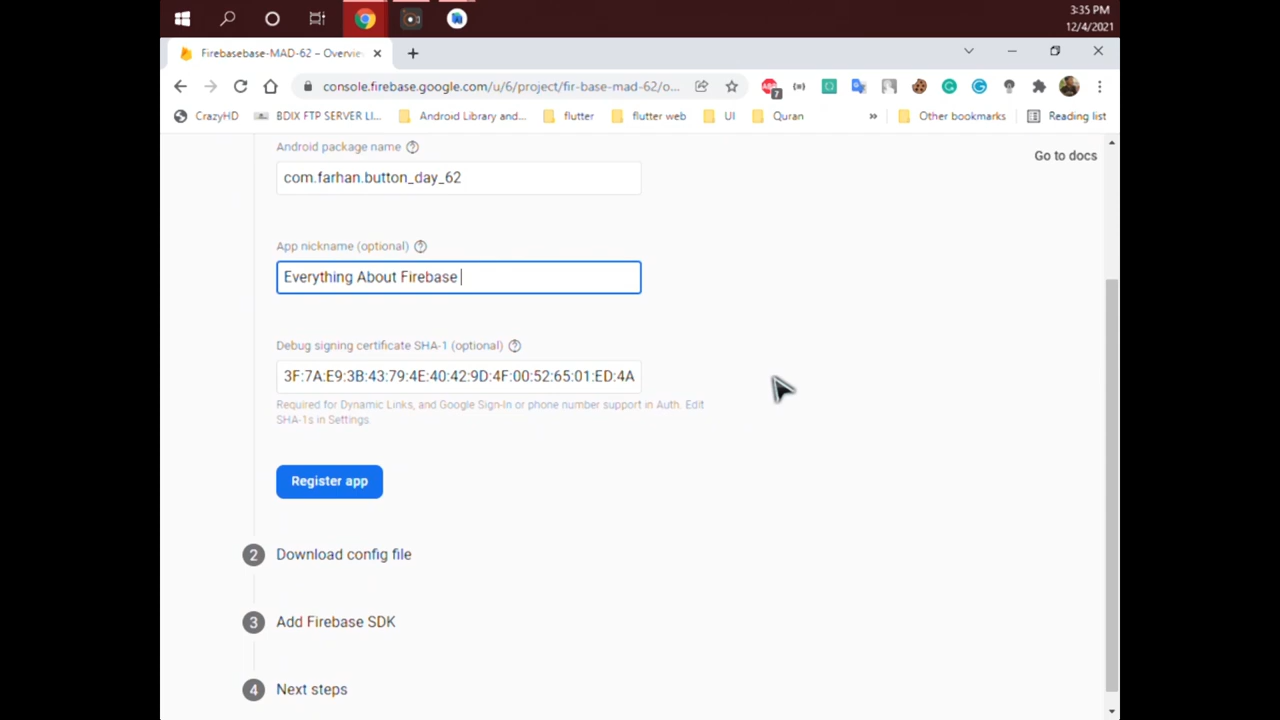 3:35 PM
12/4/2021
Firebasebase-MAD-62 – Overvie
console.firebase.google.com/u/6/project/fir-base-mad-62/o...
7
CrazyHD
BDIX FTP SERVER LI...
Android Library and...
flutter
flutter web
UI
Quran
»
Other bookmarks
Reading list
Android package name
Go to docs
com.farhan.button_day_62
App nickname (optional)
Everything About Firebase
Debug signing certificate SHA-1 (optional)
3F:7A:E9:3B:43:79:4E:40:42:9D:4F:00:52:65:01:ED:4A
Required for Dynamic Links, and Google Sign-In or phone number support in Auth. Edit
SHA-1s in Settings.
Register app
2 Download config file
3 Add Firebase SDK
4 Next steps